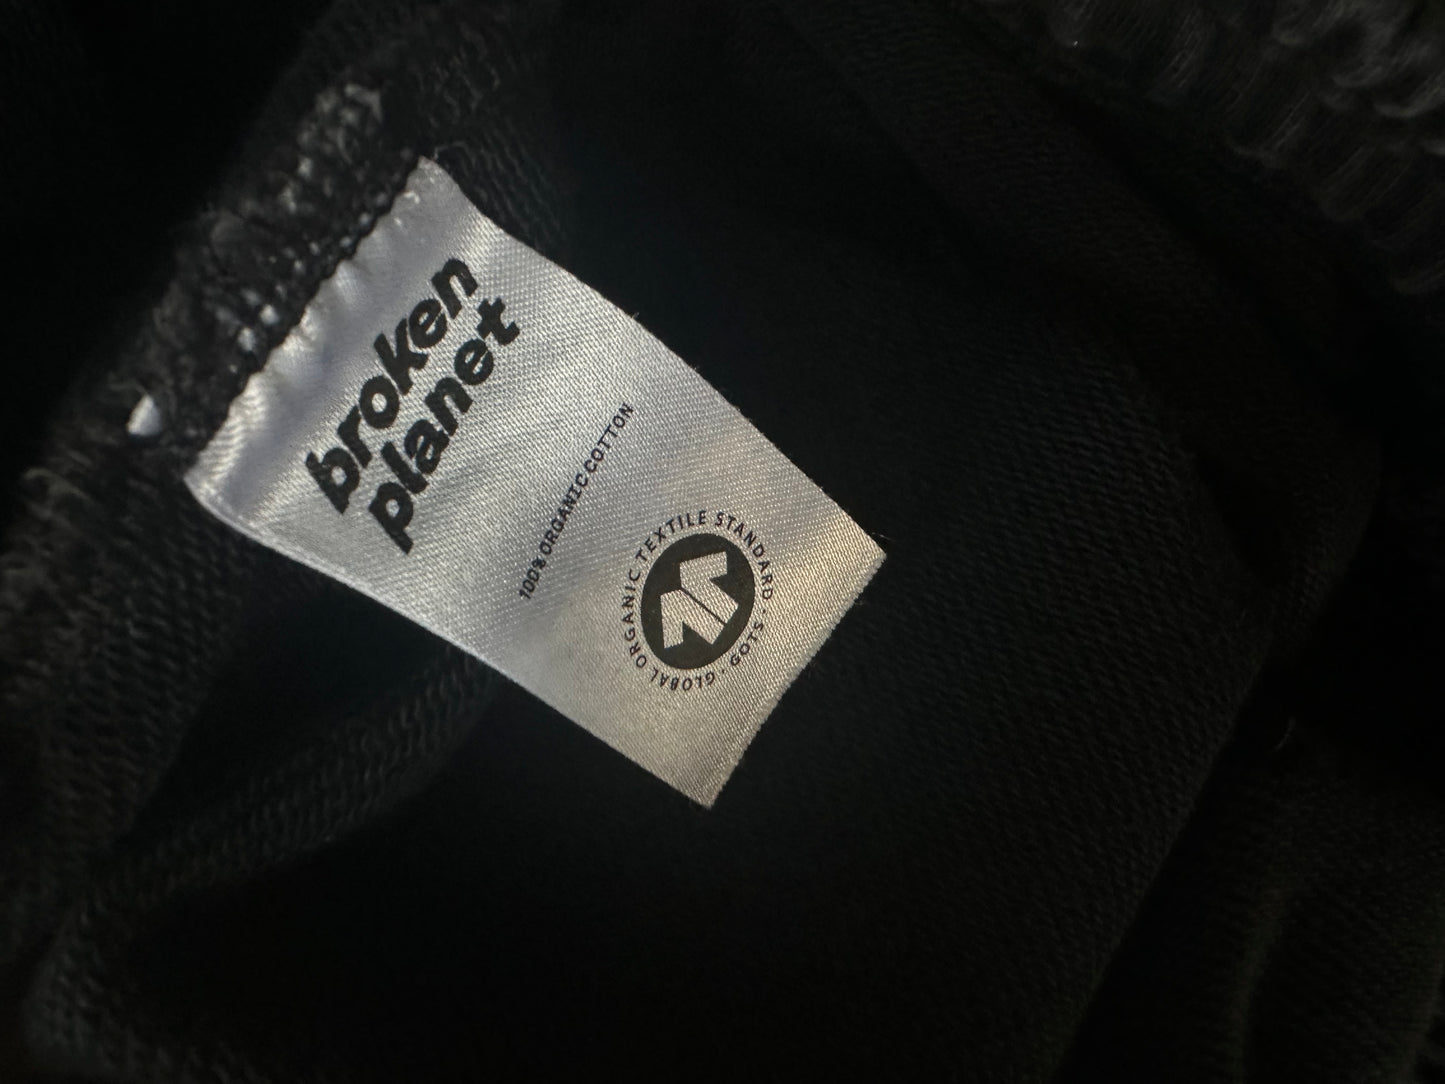 broken
planet
100% ORGANIC COTTON
GLOBAL ORGANIC TEXTILE STANDARD · GOTS ·